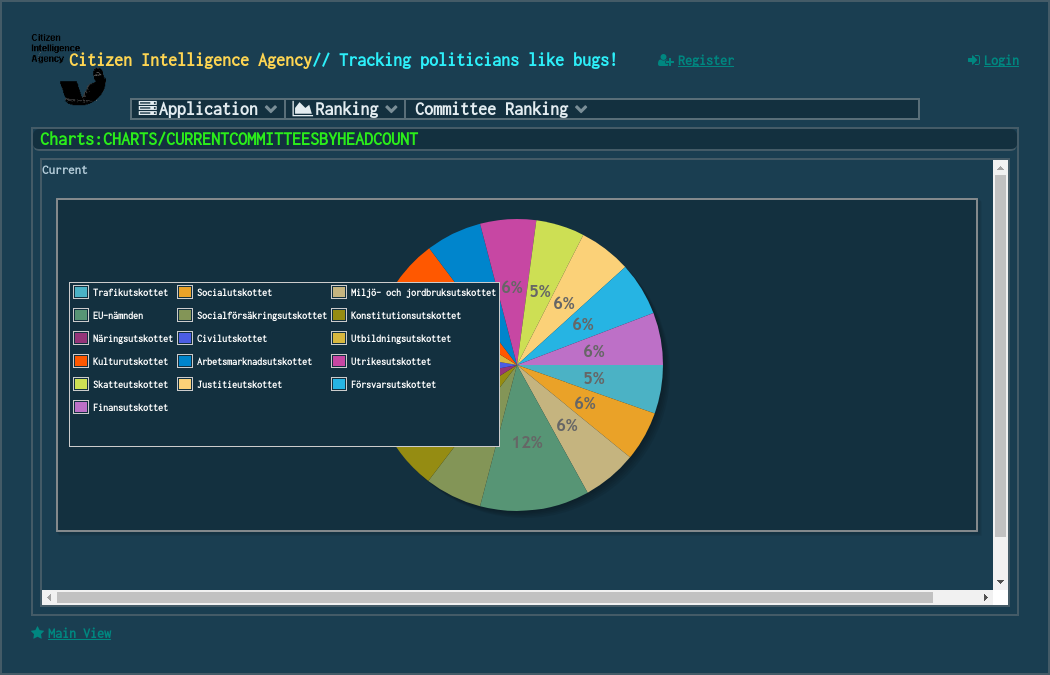 Citizen
Intelligence
Agency
Citizen Intelligence Agency// Tracking politicians like bugs!
Register
Login
Application
Ranking
Committee Ranking
Charts:CHARTS/CURRENTCOMMITTEESBYHEADCOUNT
Current
Trafikutskottet Socialutskottet Miljö- och jordbruksutskottet
EU-nämnden Socialförsäkringsutskottet Konstitutionsutskottet
Näringsutskottet Civilutskottet Utbildningsutskottet
Kulturutskottet Arbetsmarknadsutskottet Utrikesutskottet
Skatteutskottet Justitieutskottet Försvarsutskottet
Finansutskottet
6%
5%
6%
6%
6%
5%
6%
6%
12%
Main View